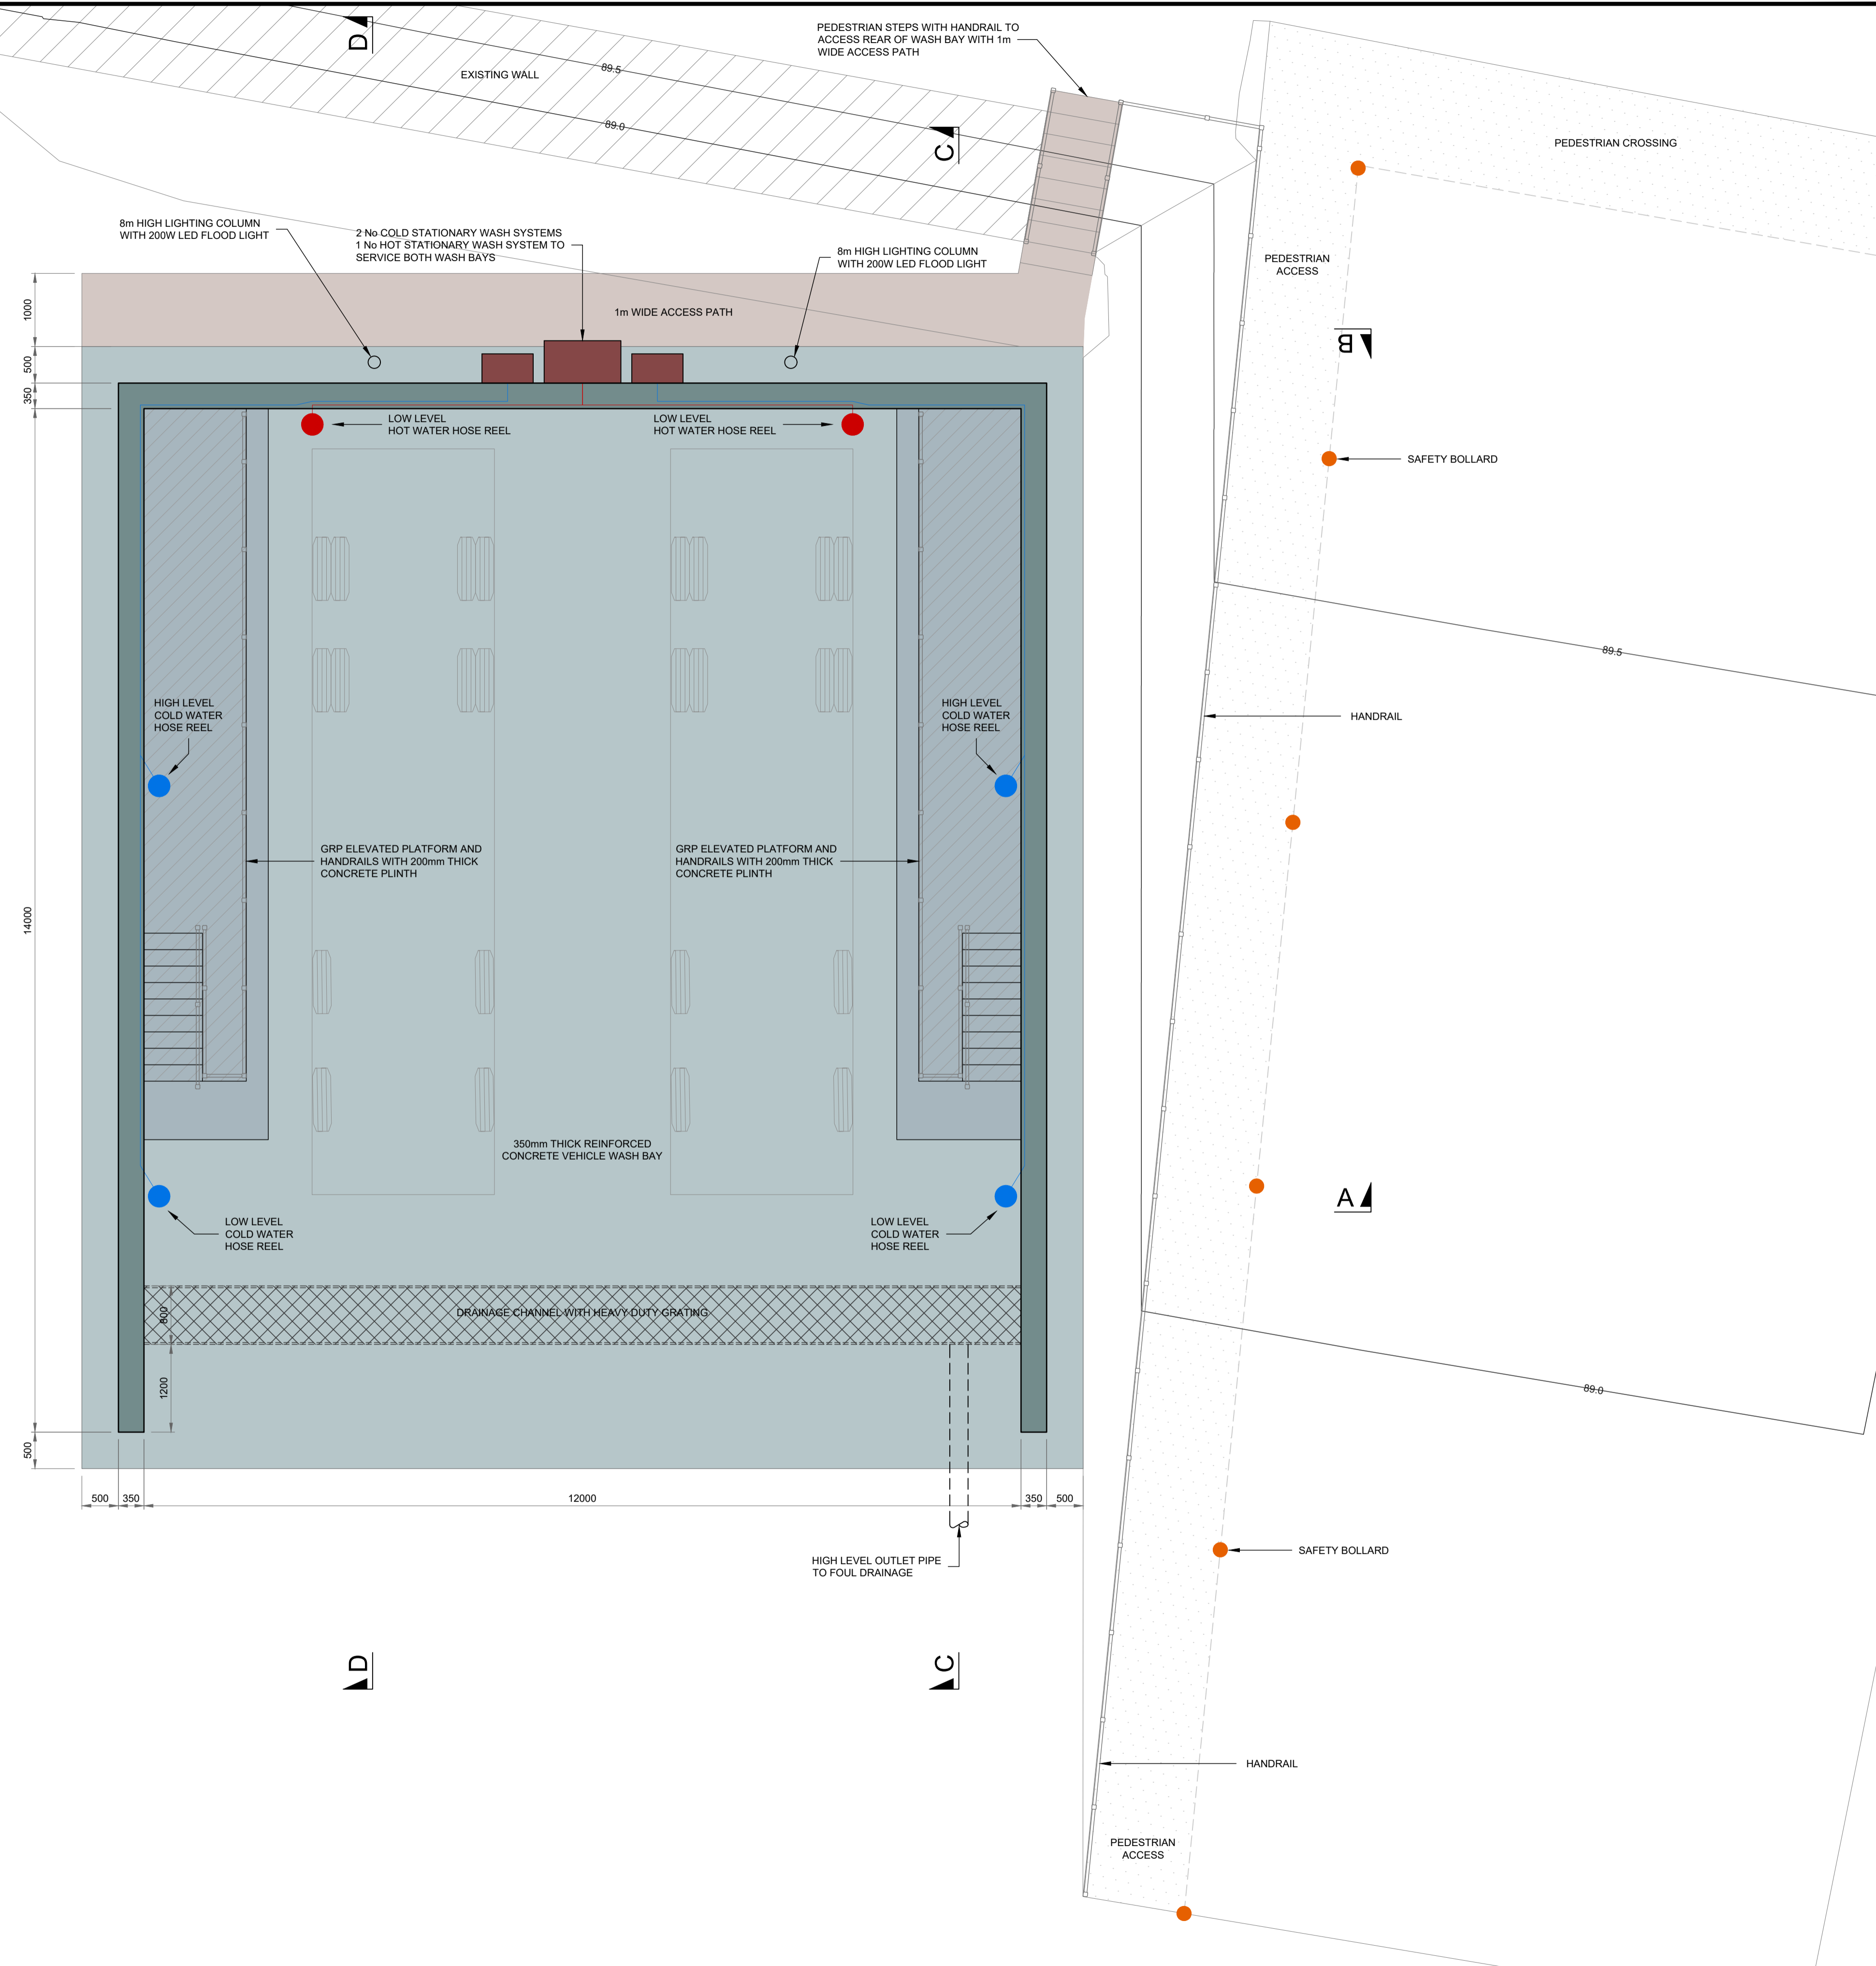 D
PEDESTRIAN STEPS WITH HANDRAIL TO
ACCESS REAR OF WASH BAY WITH 1m
WIDE ACCESS PATH
EXISTING WALL
89.5
89.0
C
PEDESTRIAN CROSSING
8m HIGH LIGHTING COLUMN
WITH 200W LED FLOOD LIGHT
2 No COLD STATIONARY WASH SYSTEMS
1 No HOT STATIONARY WASH SYSTEM TO
SERVICE BOTH WASH BAYS
8m HIGH LIGHTING COLUMN
WITH 200W LED FLOOD LIGHT
PEDESTRIAN
ACCESS
1000
1m WIDE ACCESS PATH
B
500
350
LOW LEVEL
HOT WATER HOSE REEL
LOW LEVEL
HOT WATER HOSE REEL
SAFETY BOLLARD
89.5
HIGH LEVEL
COLD WATER
HOSE REEL
HIGH LEVEL
COLD WATER
HOSE REEL
HANDRAIL
GRP ELEVATED PLATFORM AND
HANDRAILS WITH 200mm THICK
CONCRETE PLINTH
GRP ELEVATED PLATFORM AND
HANDRAILS WITH 200mm THICK
CONCRETE PLINTH
14000
350mm THICK REINFORCED
CONCRETE VEHICLE WASH BAY
A
LOW LEVEL
COLD WATER
HOSE REEL
LOW LEVEL
COLD WATER
HOSE REEL
800
DRAINAGE CHANNEL WITH HEAVY DUTY GRATING
1200
89.0
500
500
350
12000
350
500
HIGH LEVEL OUTLET PIPE
TO FOUL DRAINAGE
SAFETY BOLLARD
D
C
HANDRAIL
PEDESTRIAN
ACCESS